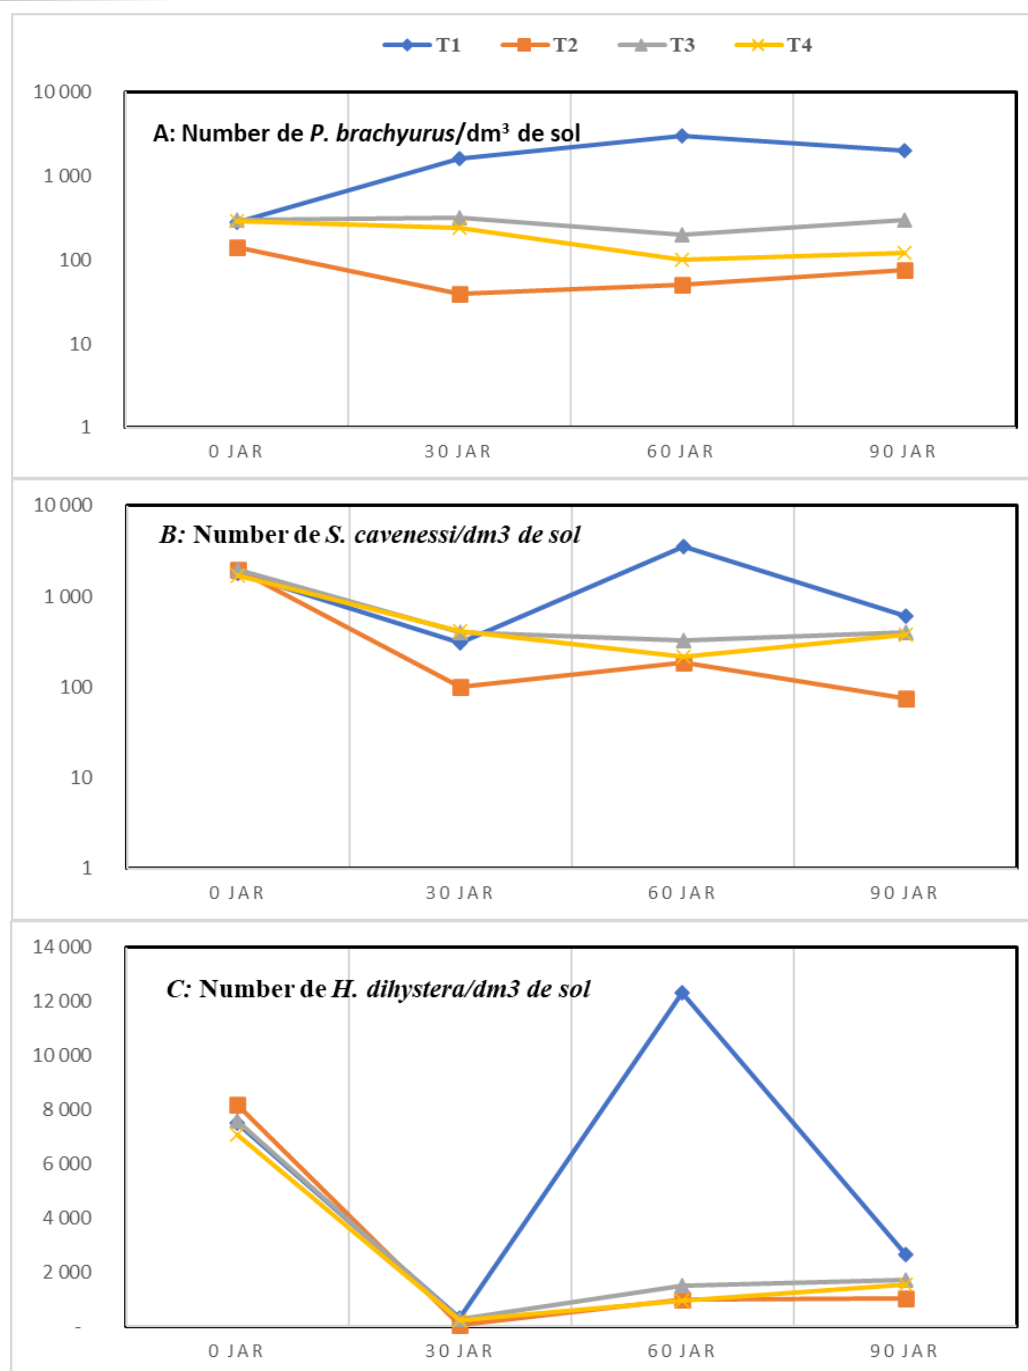 T1 T2 T3 T4
A: Number de P. brachyurus/dm³ de sol
10 000
1 000
100
10
1
0 JAR 30 JAR 60 JAR 90 JAR
B: Number de S. cavenessi/dm3 de sol
10 000
1 000
100
10
1
0 JAR 30 JAR 60 JAR 90 JAR
C: Number de H. dihystera/dm3 de sol
14 000
12 000
10 000
8 000
6 000
4 000
2 000
-
0 JAR 30 JAR 60 JAR 90 JAR